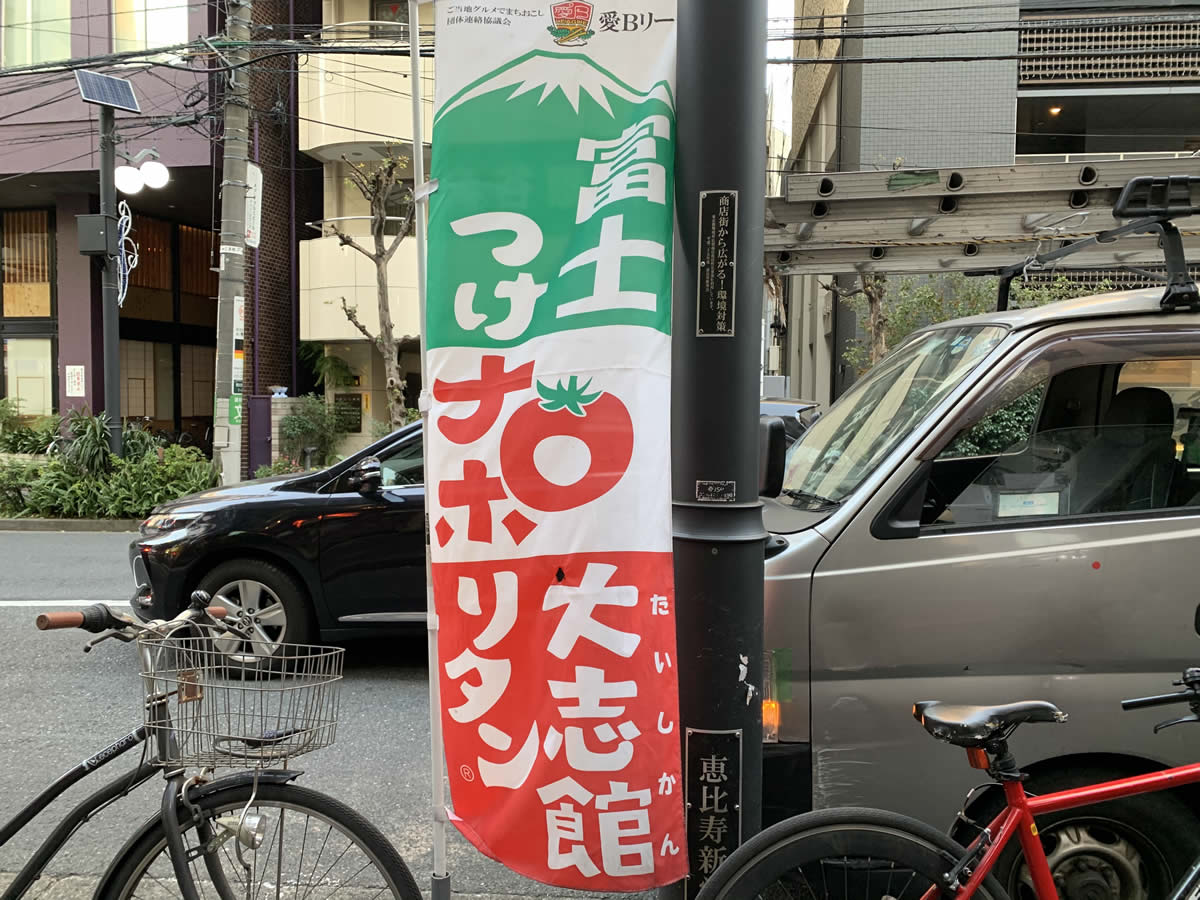 ご当地グルメでまちおこし
団体連絡協議会
愛Bリー
富士
つけナポリタン
®
大志館
たいしかん
商店街から広がる!環境対策
恵比寿新